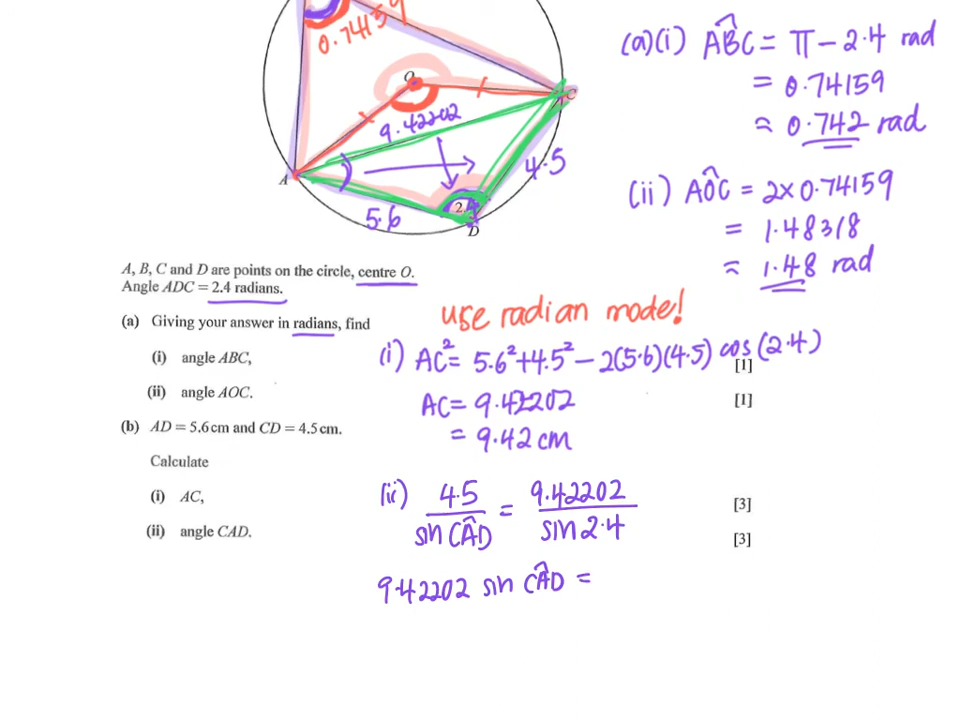 0.74159
O
C
9.42202
4.5
A
5.6
2.4
D
(a)(i) AB̂C = π − 2.4 rad
= 0.74159
≈ 0.742 rad
(ii) AÔC = 2 × 0.74159
= 1.48318
≈ 1.48 rad
A, B, C and D are points on the circle, centre O.
Angle ADC = 2.4 radians.
(a) Giving your answer in radians, find
use radian mode!
(i) angle ABC, [1]
(ii) angle AOC. [1]
(b) AD = 5.6 cm and CD = 4.5 cm.
Calculate
(i) AC, [3]
(ii) angle CAD. [3]
(i) AC² = 5.6² + 4.5² − 2(5.6)(4.5) cos (2.4)
AC = 9.42202
= 9.42 cm
(ii) 4.5 / sin CÂD = 9.42202 / sin 2.4
9.42202 sin CÂD =